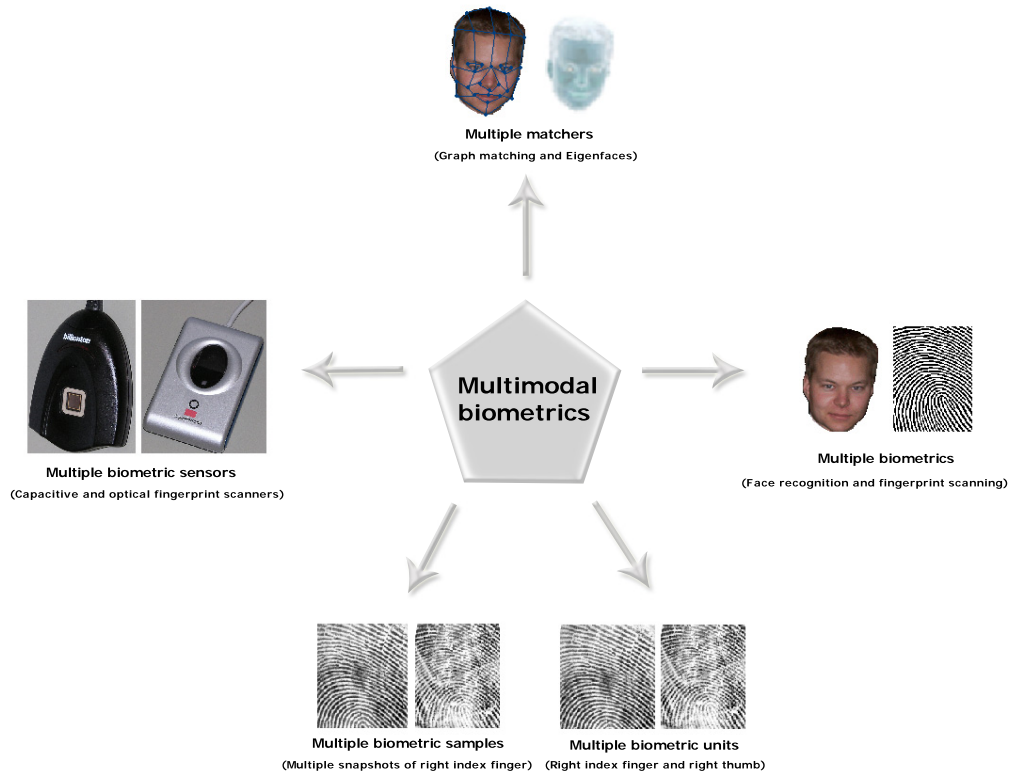 Multiple matchers
(Graph matching and Eigenfaces)
Multimodal
biometrics
Multiple biometric sensors
(Capacitive and optical fingerprint scanners)
Multiple biometrics
(Face recognition and fingerprint scanning)
Multiple biometric samples
(Multiple snapshots of right index finger)
Multiple biometric units
(Right index finger and right thumb)